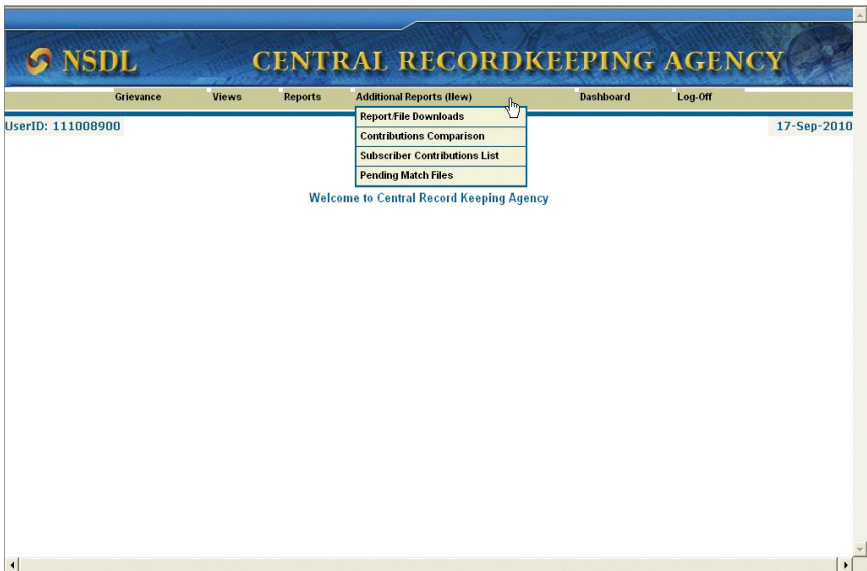 NSDL CENTRAL RECORDKEEPING AGENCY
Grievance Views Reports Additional Reports (New) Dashboard Log-Off
UserID: 111008900 17-Sep-2010
Report/File Downloads
Contributions Comparison
Subscriber Contributions List
Pending Match Files
Welcome to Central Record Keeping Agency